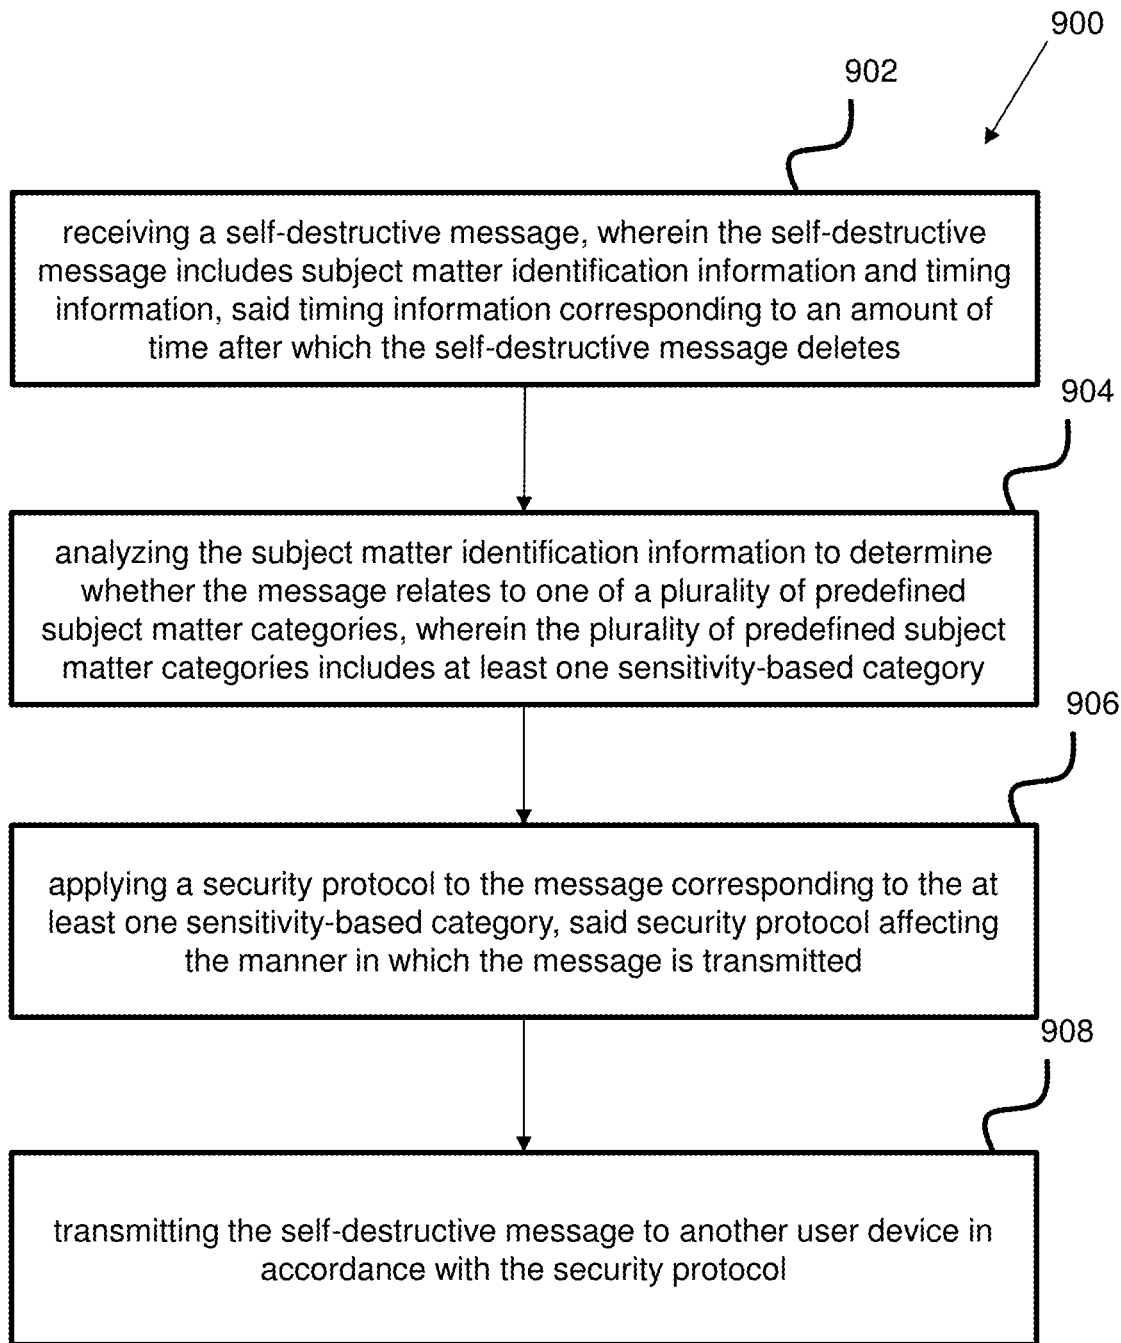 900
902
receiving a self-destructive message, wherein the self-destructive
message includes subject matter identification information and timing
information, said timing information corresponding to an amount of
time after which the self-destructive message deletes
904
analyzing the subject matter identification information to determine
whether the message relates to one of a plurality of predefined
subject matter categories, wherein the plurality of predefined subject
matter categories includes at least one sensitivity-based category
906
applying a security protocol to the message corresponding to the at
least one sensitivity-based category, said security protocol affecting
the manner in which the message is transmitted
908
transmitting the self-destructive message to another user device in
accordance with the security protocol